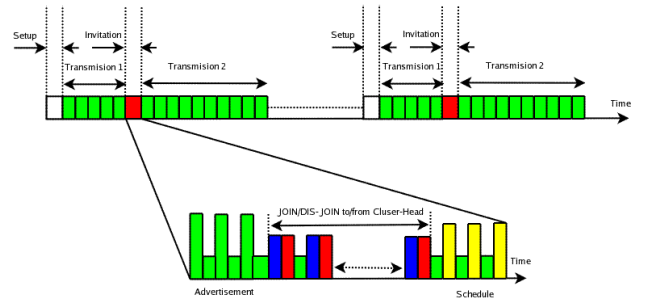 Setup Invitation Setup Invitation
Transmision 1 Transmision 2 Transmision 1 Transmision 2
Time
JOIN/DIS-JOIN to/from Cluser-Head
Time
Advertisement Schedule